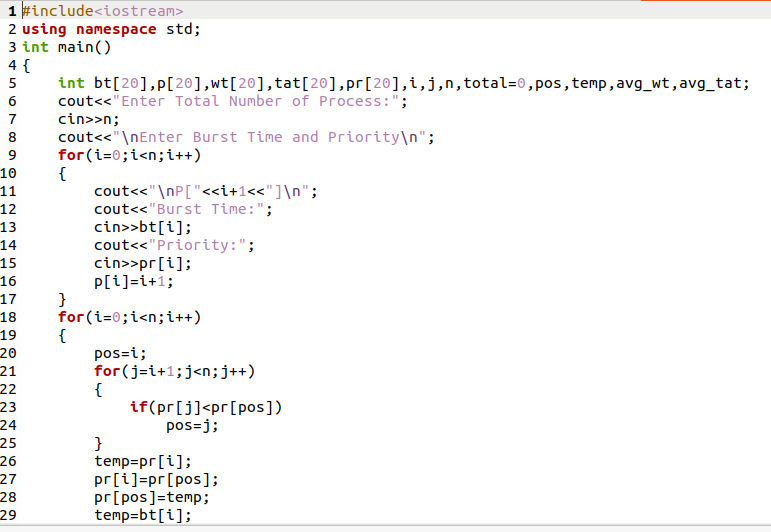 1 #include<iostream>
2 using namespace std;
3 int main()
4 {
5     int bt[20],p[20],wt[20],tat[20],pr[20],i,j,n,total=0,pos,temp,avg_wt,avg_tat;
6     cout<<"Enter Total Number of Process:";
7     cin>>n;
8     cout<<"\nEnter Burst Time and Priority\n";
9     for(i=0;i<n;i++)
10     {
11         cout<<"\nP["<<i+1<<"]\n";
12         cout<<"Burst Time:";
13         cin>>bt[i];
14         cout<<"Priority:";
15         cin>>pr[i];
16         p[i]=i+1;
17     }
18     for(i=0;i<n;i++)
19     {
20         pos=i;
21         for(j=i+1;j<n;j++)
22         {
23             if(pr[j]<pr[pos])
24                 pos=j;
25         }
26         temp=pr[i];
27         pr[i]=pr[pos];
28         pr[pos]=temp;
29         temp=bt[i];